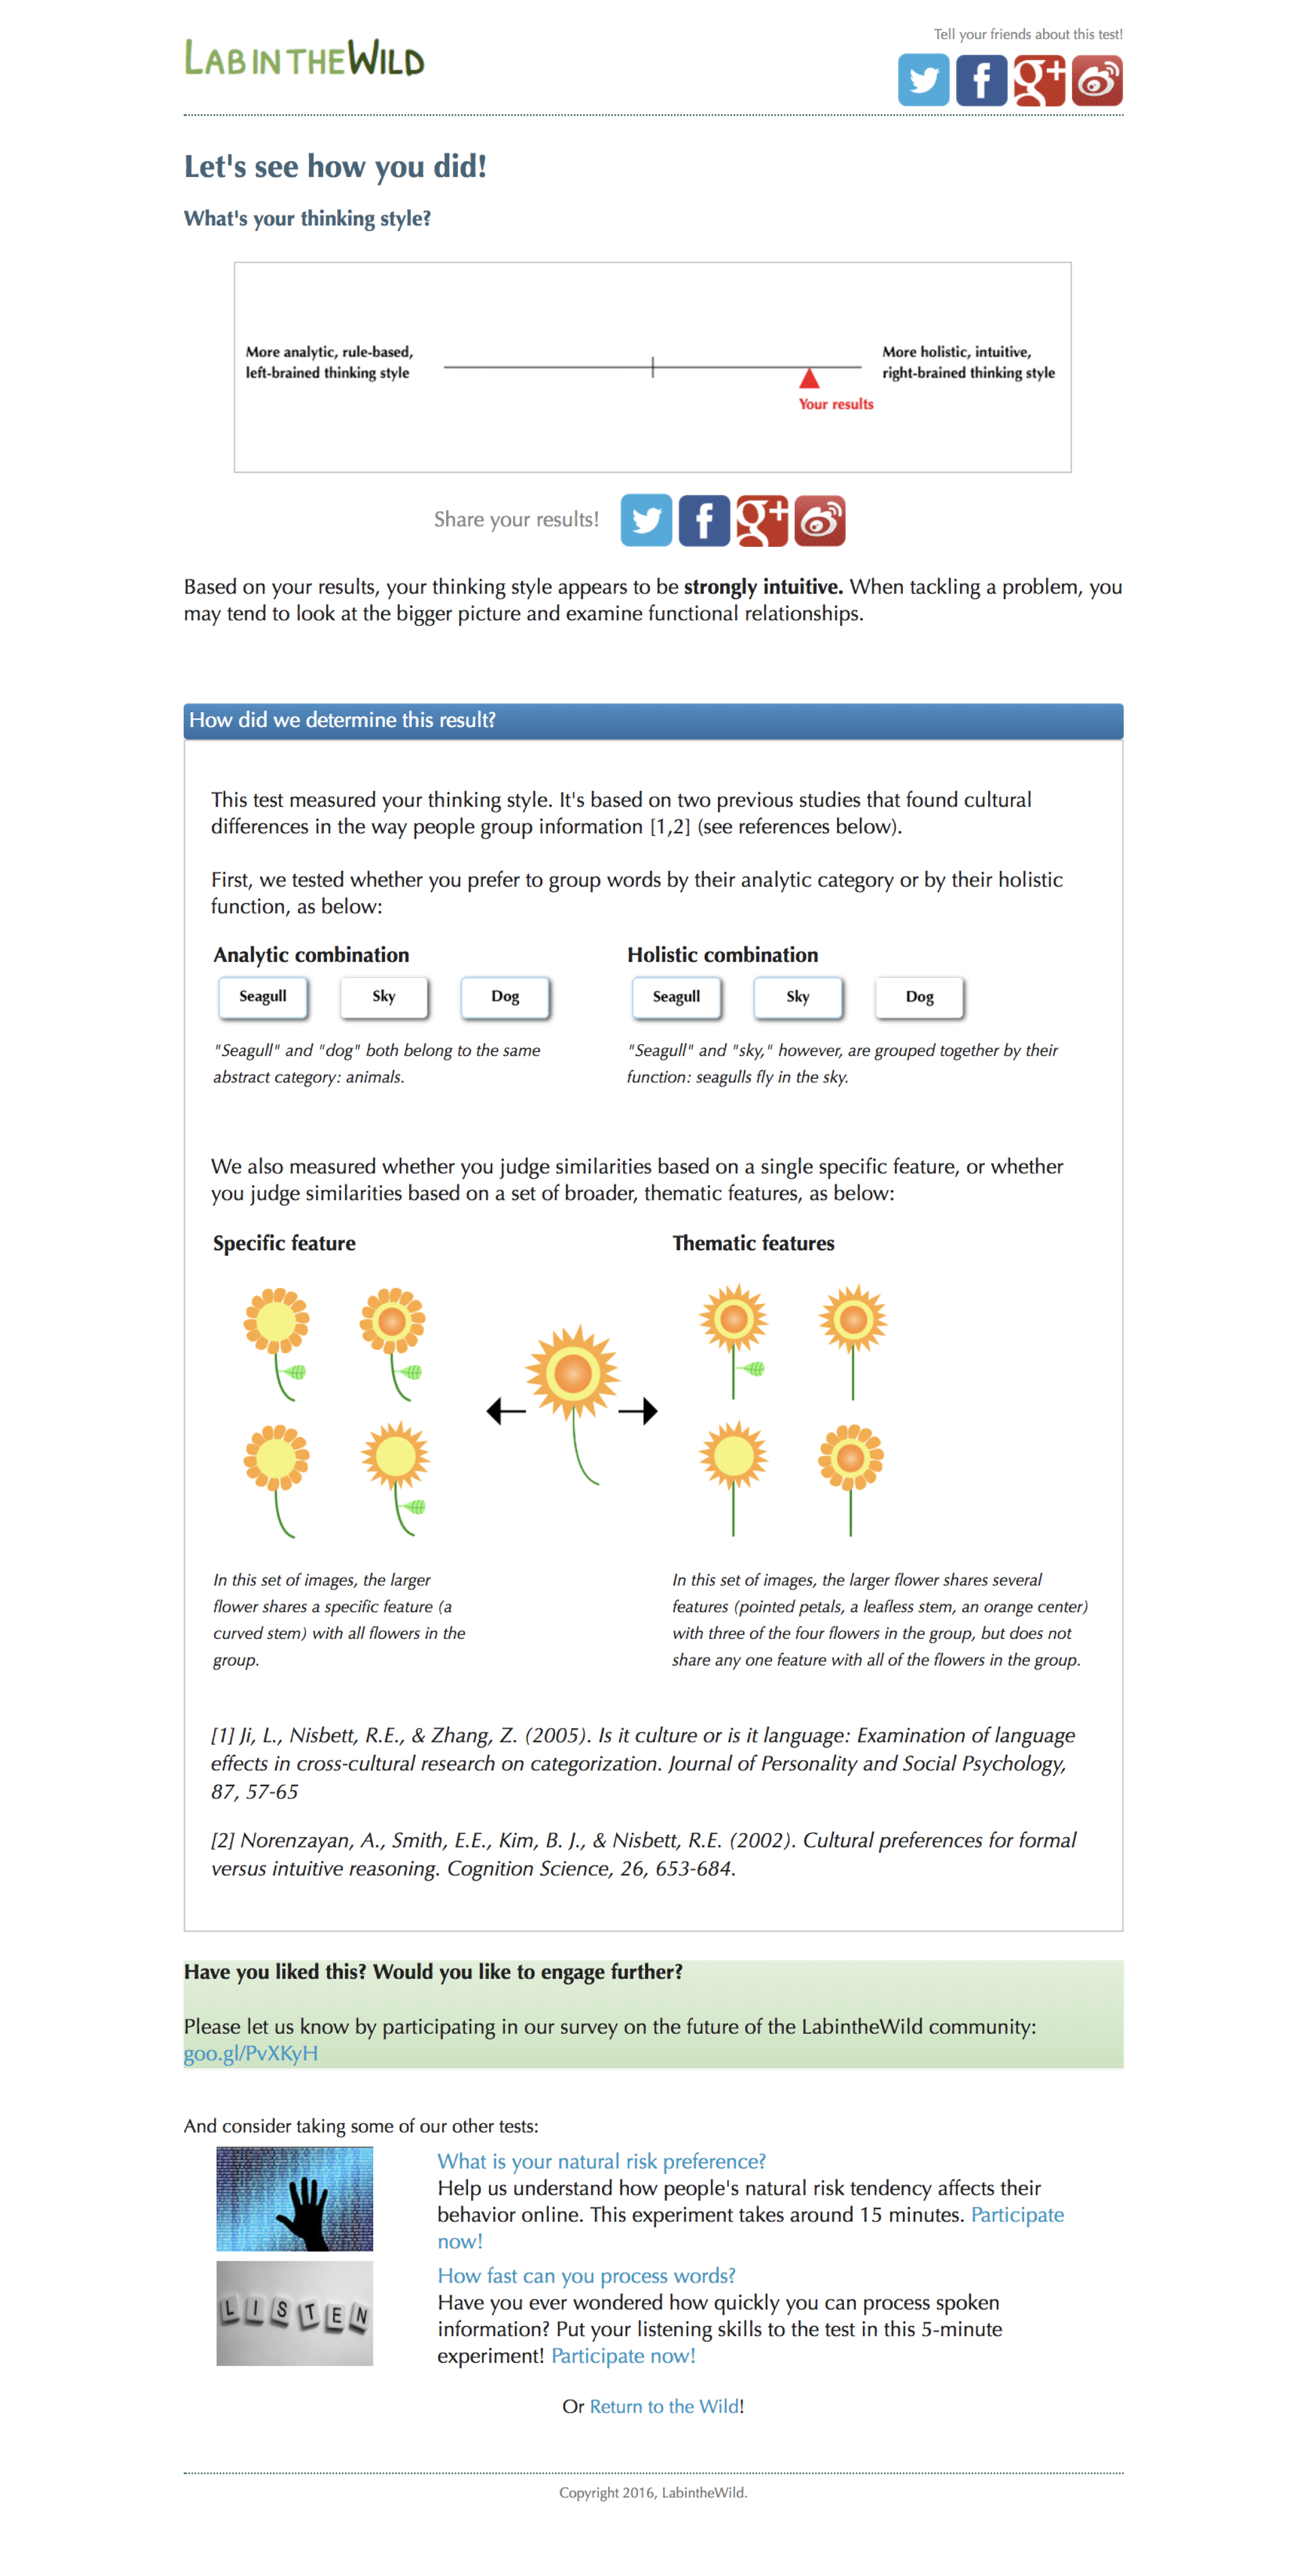 LAB IN THE WILD
Tell your friends about this test!
Let's see how you did!
What's your thinking style?
More analytic, rule-based,
left-brained thinking style
More holistic, intuitive,
right-brained thinking style
Your results
Share your results!
Based on your results, your thinking style appears to be strongly intuitive. When tackling a problem, you
may tend to look at the bigger picture and examine functional relationships.
How did we determine this result?
This test measured your thinking style. It's based on two previous studies that found cultural
differences in the way people group information [1,2] (see references below).
First, we tested whether you prefer to group words by their analytic category or by their holistic
function, as below:
Analytic combination
Seagull Sky Dog
"Seagull" and "dog" both belong to the same
abstract category: animals.
Holistic combination
Seagull Sky Dog
"Seagull" and "sky," however, are grouped together by their
function: seagulls fly in the sky.
We also measured whether you judge similarities based on a single specific feature, or whether
you judge similarities based on a set of broader, thematic features, as below:
Specific feature
Thematic features
In this set of images, the larger
flower shares a specific feature (a
curved stem) with all flowers in the
group.
In this set of images, the larger flower shares several
features (pointed petals, a leafless stem, an orange center)
with three of the four flowers in the group, but does not
share any one feature with all of the flowers in the group.
[1] Ji, L., Nisbett, R.E., & Zhang, Z. (2005). Is it culture or is it language: Examination of language
effects in cross-cultural research on categorization. Journal of Personality and Social Psychology,
87, 57-65
[2] Norenzayan, A., Smith, E.E., Kim, B. J., & Nisbett, R.E. (2002). Cultural preferences for formal
versus intuitive reasoning. Cognition Science, 26, 653-684.
Have you liked this? Would you like to engage further?
Please let us know by participating in our survey on the future of the LabintheWild community:
goo.gl/PvXKyH
And consider taking some of our other tests:
What is your natural risk preference?
Help us understand how people's natural risk tendency affects their
behavior online. This experiment takes around 15 minutes. Participate
now!
LISTEN
How fast can you process words?
Have you ever wondered how quickly you can process spoken
information? Put your listening skills to the test in this 5-minute
experiment! Participate now!
Or Return to the Wild!
Copyright 2016, LabintheWild.